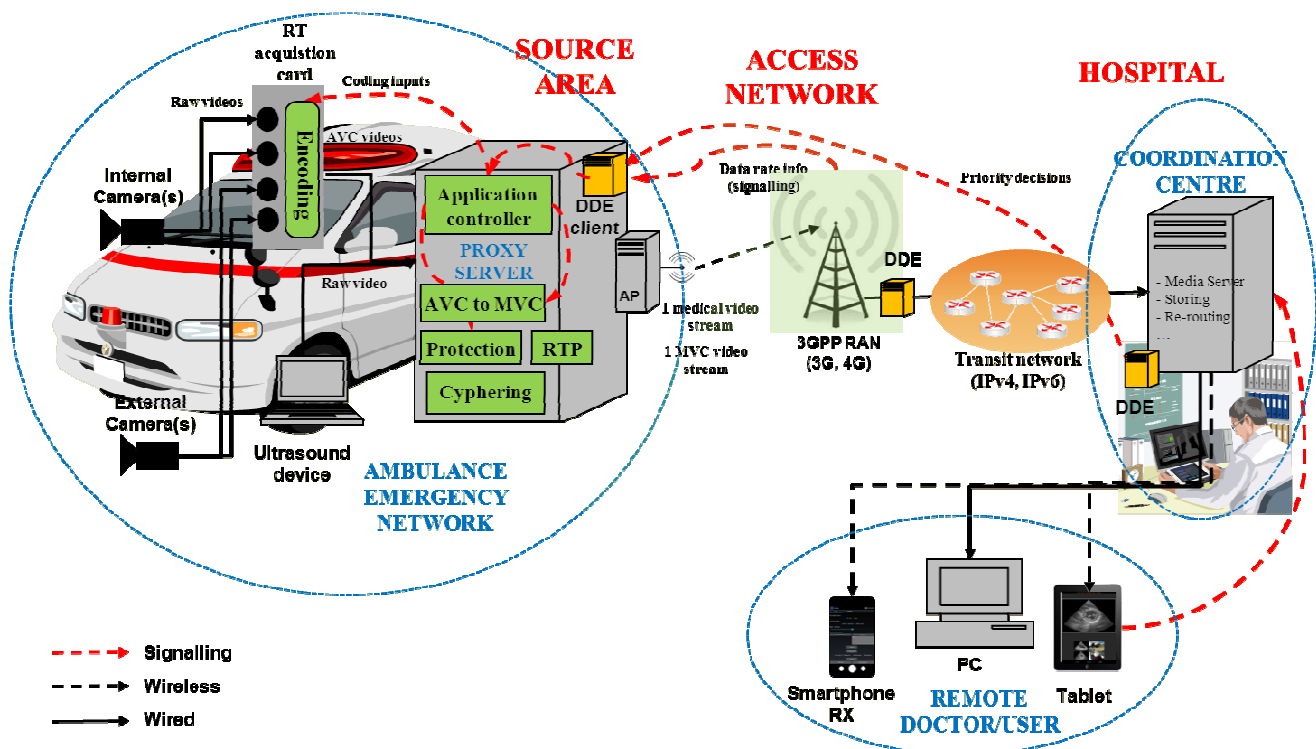 RT
acquistion
card
SOURCE
AREA
ACCESS
NETWORK
HOSPITAL
Coding inputs
Raw videos
AVC videos
Encoding
Internal
Camera(s)
Application
controller
DDE
client
PROXY
SERVER
Raw video
AVC to MVC
Protection
RTP
Cyphering
AP
Data rate info
(signalling)
Priority decisions
COORDINATION
CENTRE
DDE
- Media Server
- Storing
- Re-routing
...
1 medical video
stream
1 MVC video
stream
3GPP RAN
(3G, 4G)
Transit network
(IPv4, IPv6)
DDE
External
Camera(s)
Ultrasound
device
AMBULANCE
EMERGENCY
NETWORK
Signalling
Wireless
Wired
Smartphone
RX
PC
Tablet
REMOTE
DOCTOR/USER